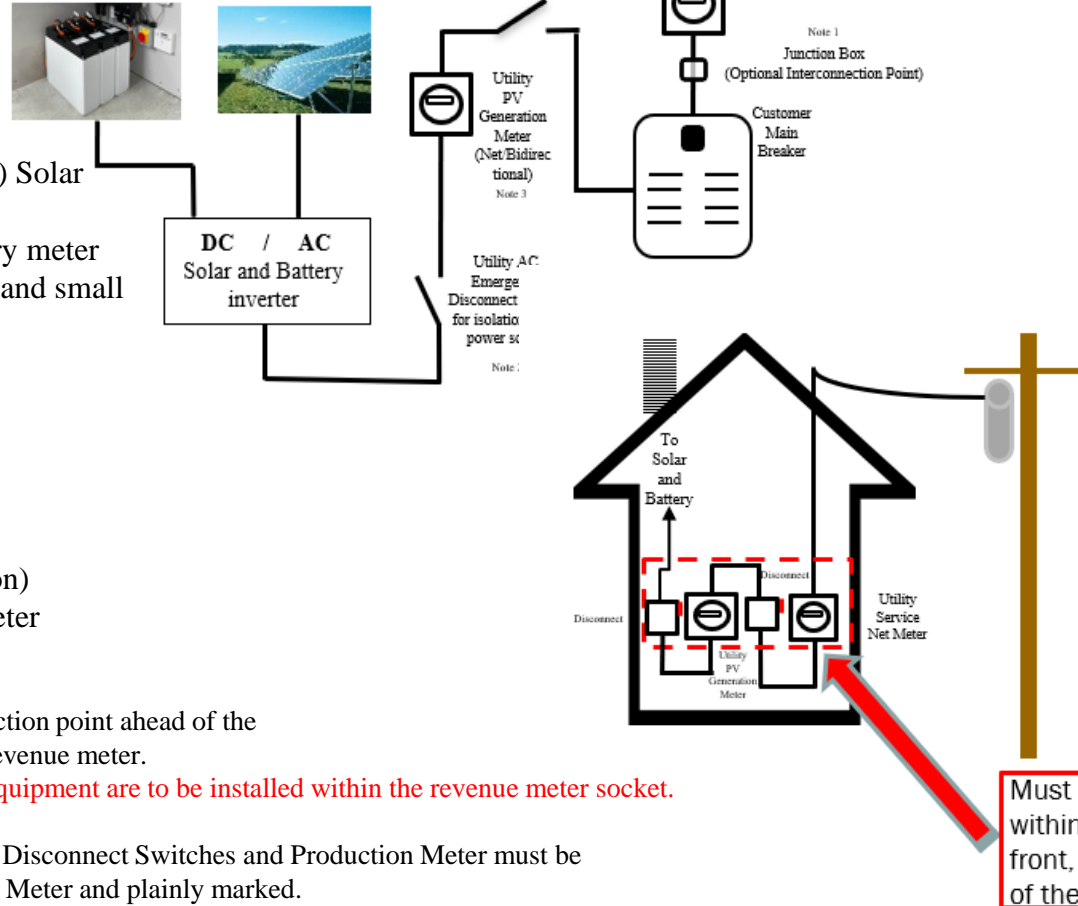 Note 1
Junction Box
(Optional Interconnection Point)
Utility
PV
Generation
Meter
(Net/Bidirec
tional)
Note 3
Customer
Main
Breaker
) Solar
ry meter
and small
DC / AC
Solar and Battery
inverter
Utility AC
Emerge
Disconnect
for isolatio
power so
Note
To
Solar
and
Battery
Disconnect
Disconnect
Utility
PV
Generation
Meter
Utility
Service
Net Meter
on)
eter
ction point ahead of the
evenue meter.
quipment are to be installed within the revenue meter socket.
Disconnect Switches and Production Meter must be
Meter and plainly marked.
Must
within
front,
of the